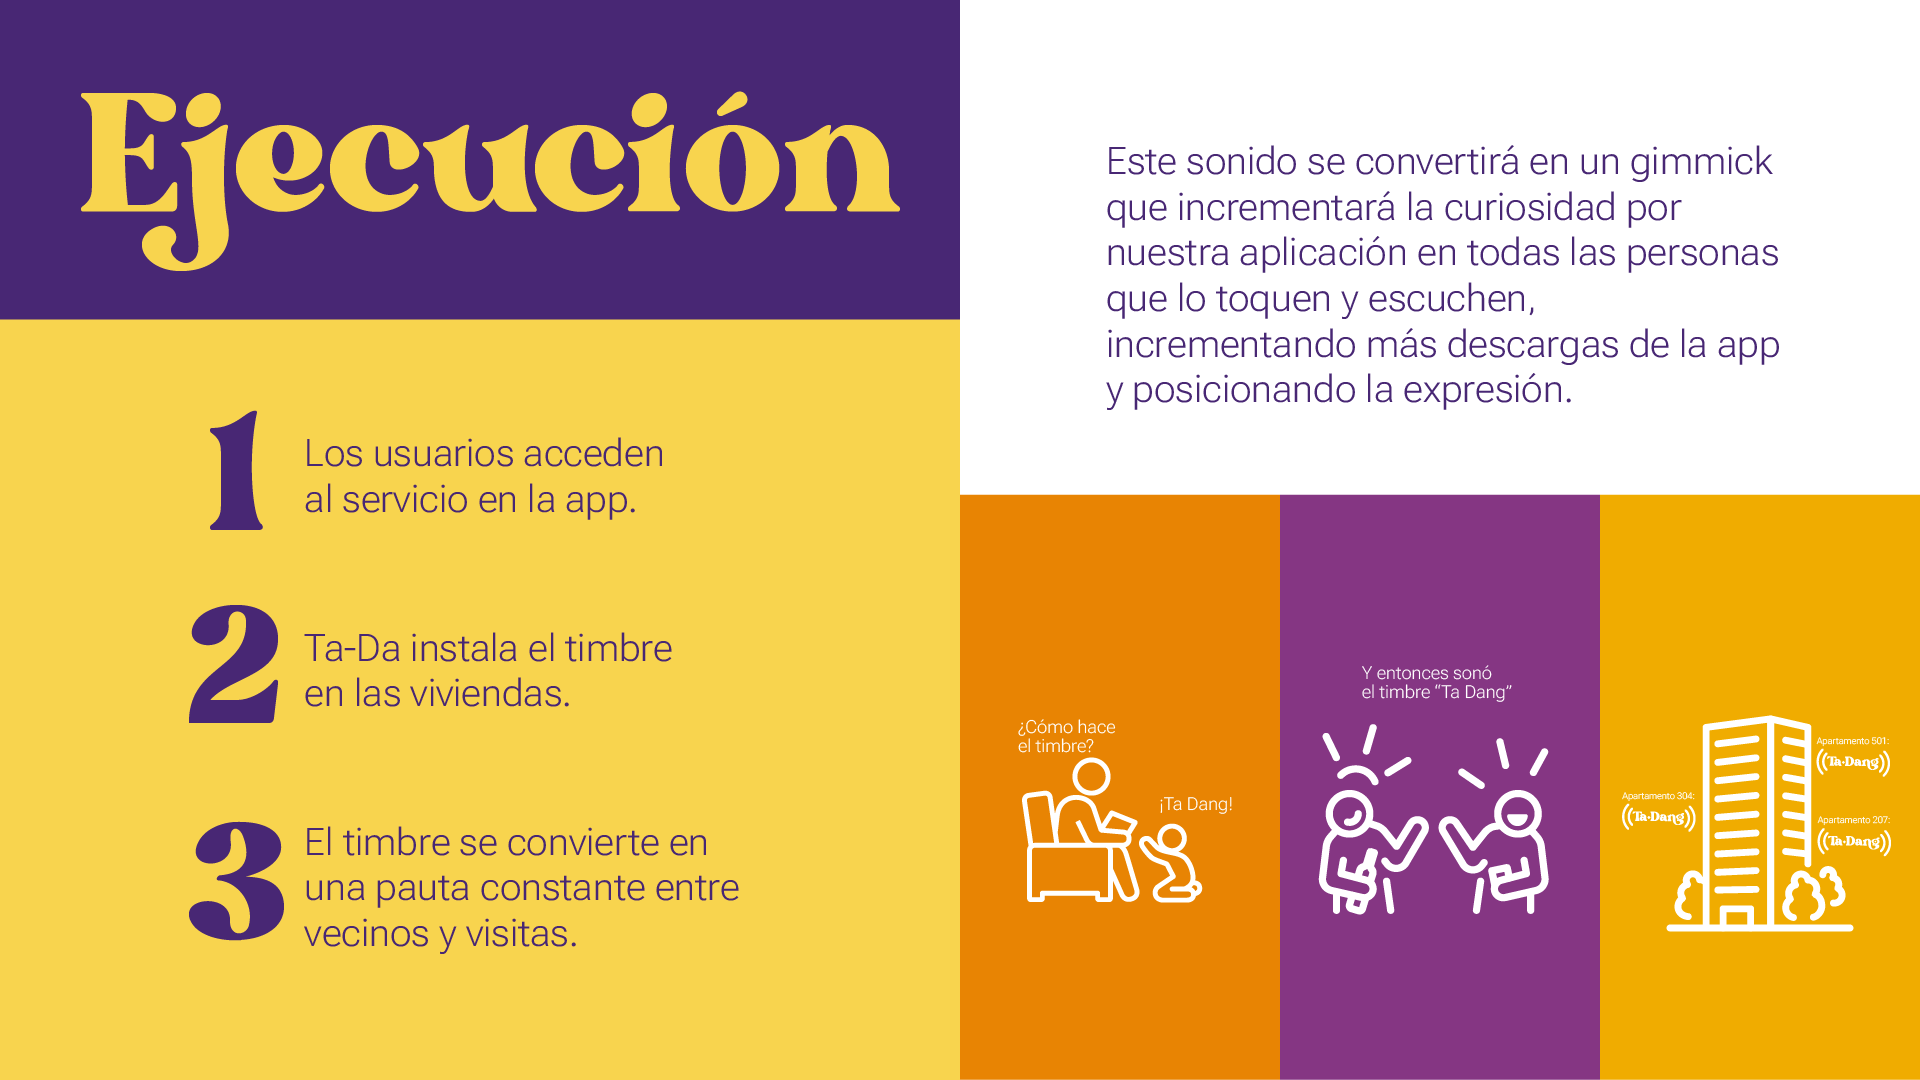 Ejecución
1
Los usuarios acceden
al servicio en la app.
2
Ta-Da instala el timbre
en las viviendas.
3
El timbre se convierte en
una pauta constante entre
vecinos y visitas.
Este sonido se convertirá en un gimmick
que incrementará la curiosidad por
nuestra aplicación en todas las personas
que lo toquen y escuchen,
incrementando más descargas de la app
y posicionando la expresión.
¿Cómo hace
el timbre?
¡Ta Dang!
Y entonces sonó
el timbre “Ta Dang”
Apartamento 501:
((Ta·Dang))
Apartamento 304:
((Ta·Dang))
Apartamento 207:
((Ta·Dang))